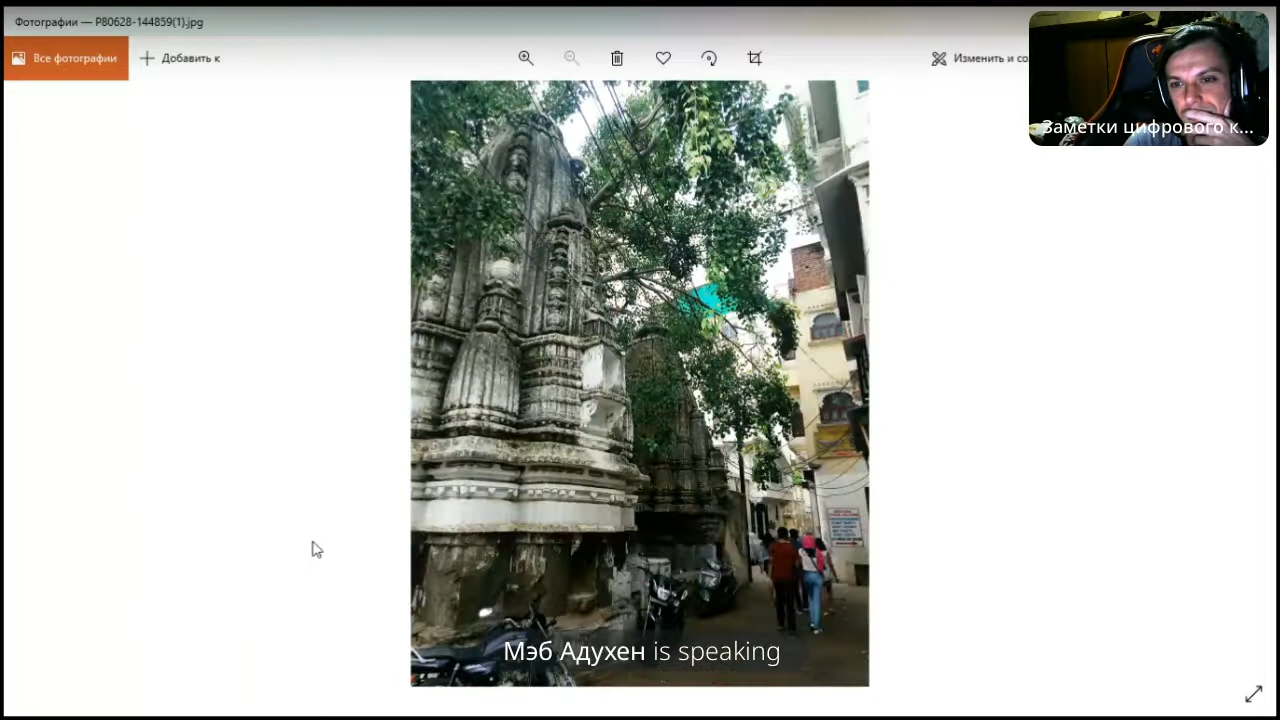 Фотографии — P80628-144859(1).jpg
Все фотографии
Добавить к
Изменить и со
Заметки цифрового к...
Мэб Адухен is speaking